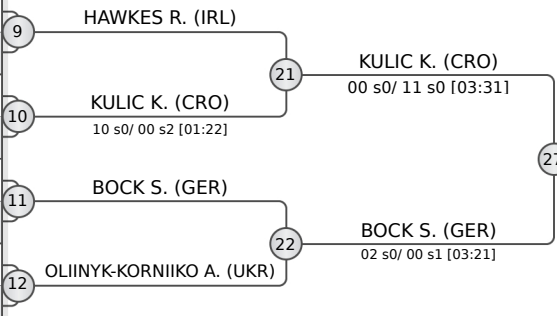 HAWKES R. (IRL)
9
21
KULIC K. (CRO)
00 s0/ 11 s0 [03:31]
KULIC K. (CRO)
10
10 s0/ 00 s2 [01:22]
27
BOCK S. (GER)
11
22
BOCK S. (GER)
02 s0/ 00 s1 [03:21]
OLIINYK-KORNIIKO A. (UKR)
12